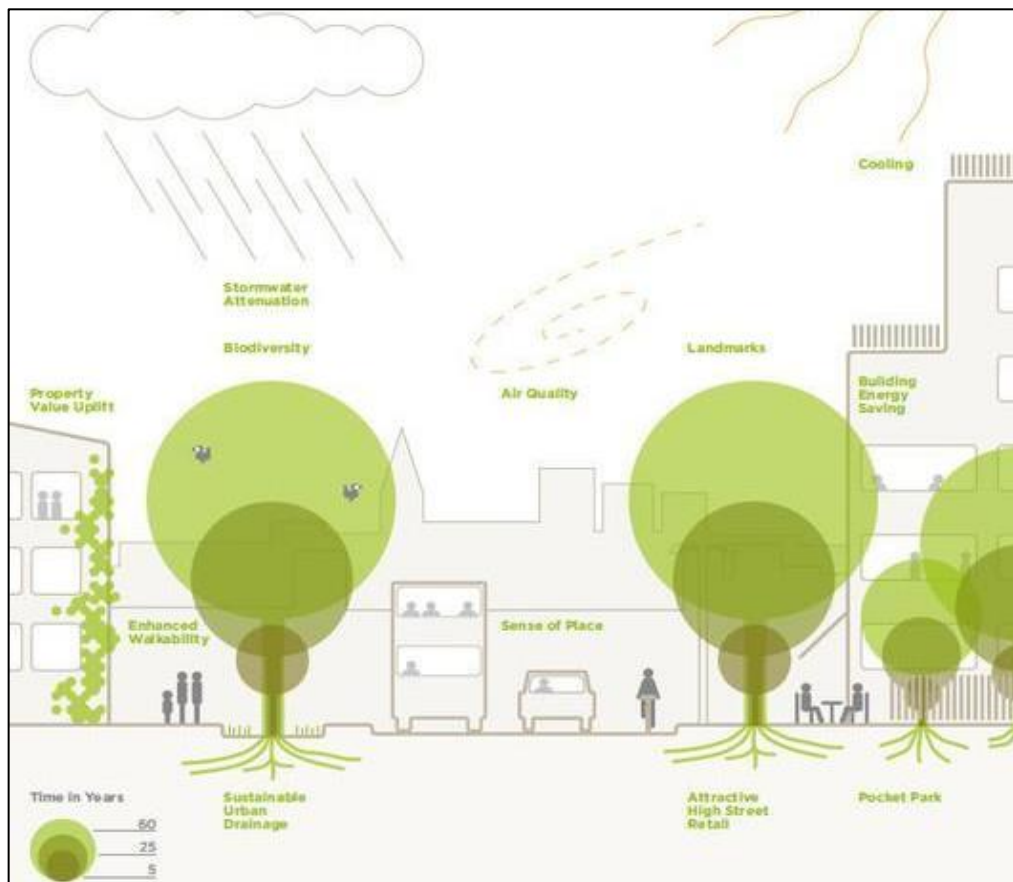 Cooling
Stormwater
Attenuation
Biodiversity
Landmarks
Property
Value Uplift
Air Quality
Building
Energy
Saving
Enhanced
Walkability
Sense of Place
Time in Years
60
25
5
Sustainable
Urban
Drainage
Attractive
High Street
Retail
Pocket Park